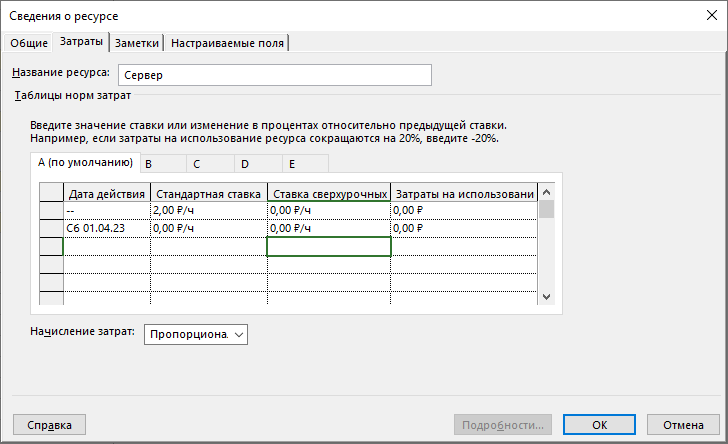 Сведения о ресурсе
Общие Затраты Заметки Настраиваемые поля
Название ресурса: Сервер
Таблицы норм затрат
Введите значение ставки или изменение в процентах относительно предыдущей ставки.
Например, если затраты на использование ресурса сокращаются на 20%, введите -20%.
A (по умолчанию) B C D E
Дата действия Стандартная ставка Ставка сверхурочных Затраты на использовани
-- 2,00 ₽/ч 0,00 ₽/ч 0,00 ₽
Сб 01.04.23 0,00 ₽/ч 0,00 ₽/ч 0,00 ₽
Начисление затрат: Пропорциона.
Справка Подробности... ОК Отмена